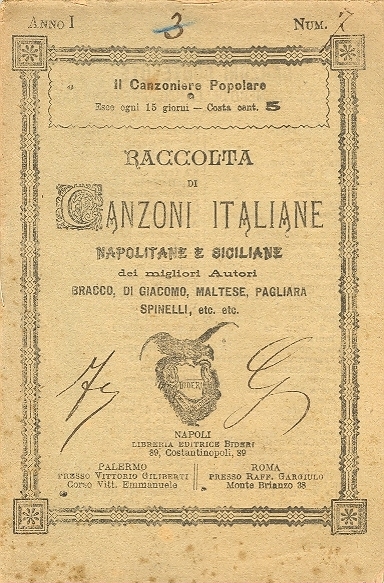 ANNO I 3 NUM. 7
Il Canzoniere Popolare
Esce ogni 15 giorni — Costa cent. 5
RACCOLTA
DI
CANZONI ITALIANE
NAPOLITANE E SICILIANE
dei migliori Autori
BRACCO, DI GIACOMO, MALTESE, PAGLIARA
SPINELLI, etc. etc.
BIDERI
NAPOLI
LIBRERIA EDITRICE BIDERI
89, Costantinopoli, 89
PALERMO
PRESSO VITTORIO GILIBERTI
Corso Vitt. Emmanuele
ROMA
PRESSO RAFF. GARGIULO
Monte Brianzo 38